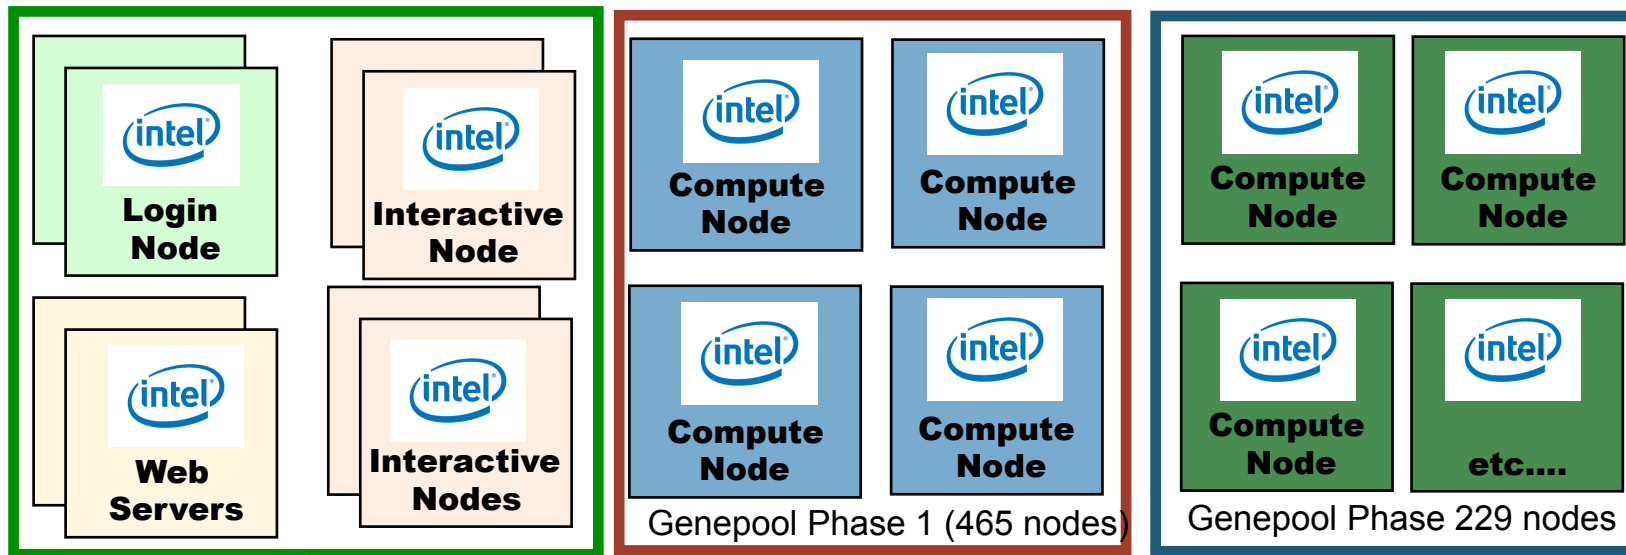 intel
Login
Node
intel
Interactive
Node
intel
Web
Servers
intel
Interactive
Nodes
intel
Compute
Node
intel
Compute
Node
intel
Compute
Node
intel
Compute
Node
Genepool Phase 1 (465 nodes)
intel
Compute
Node
intel
Compute
Node
intel
Compute
Node
intel
etc....
Genepool Phase 229 nodes